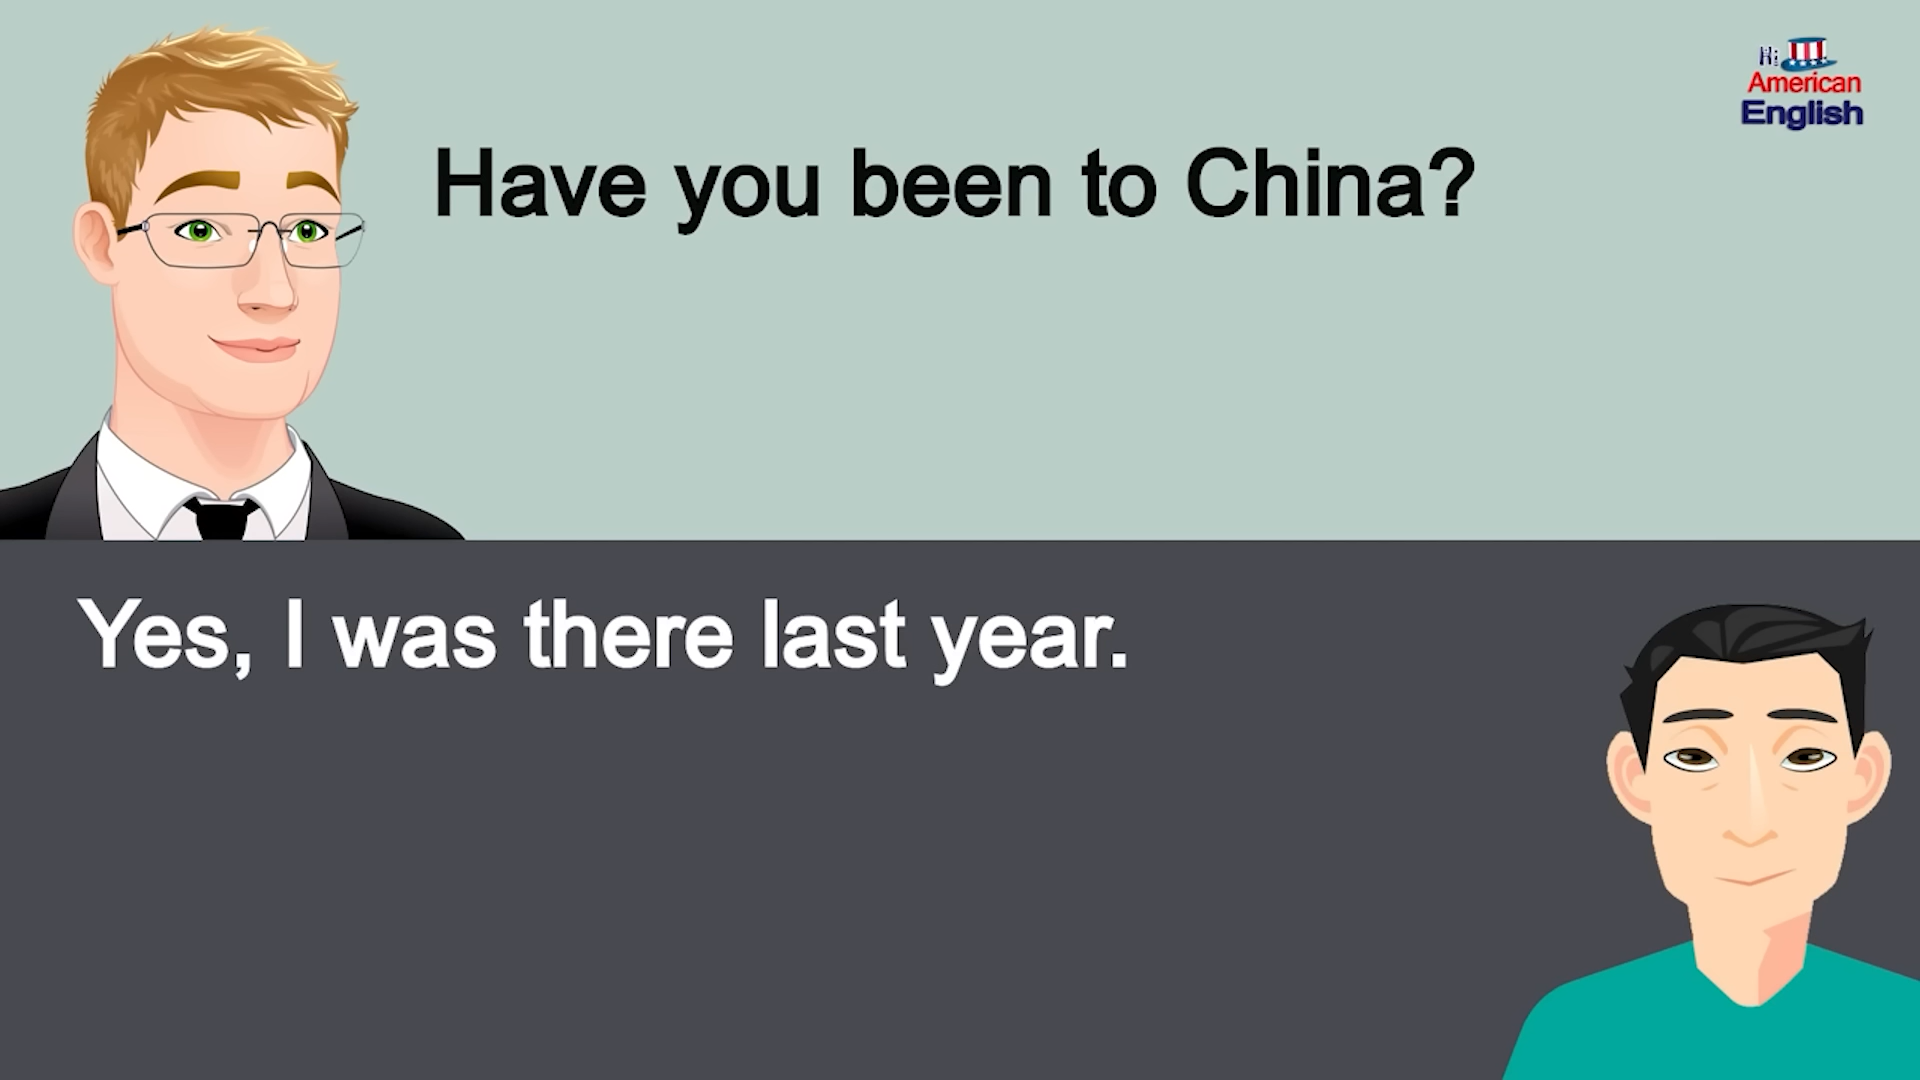 Hi
American
English
Have you been to China?
Yes, I was there last year.